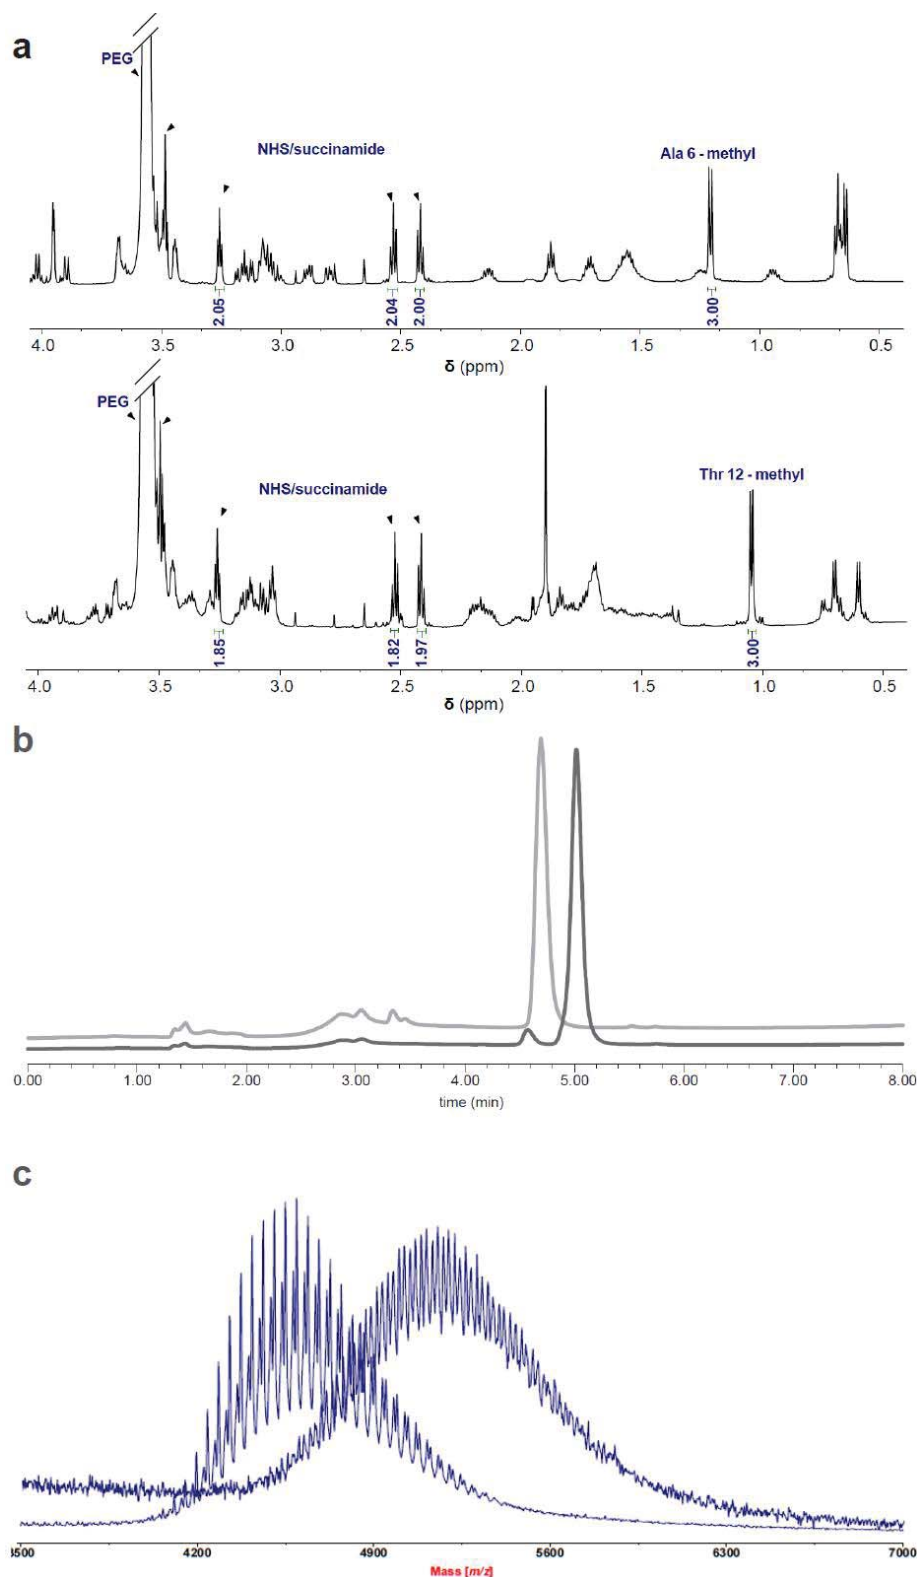 a
PEG
NHS/succinamide
Ala 6 - methyl
2.05
2.04
2.00
3.00
4.0 3.5 3.0 2.5 2.0 1.5 1.0 0.5
δ (ppm)
PEG
NHS/succinamide
Thr 12 - methyl
1.85
1.82
1.97
3.00
4.0 3.5 3.0 2.5 2.0 1.5 1.0 0.5
δ (ppm)
b
0.00 1.00 2.00 3.00 4.00 5.00 6.00 7.00 8.00
time (min)
c
3500 4200 4900 5600 6300 7000
Mass [m/z]